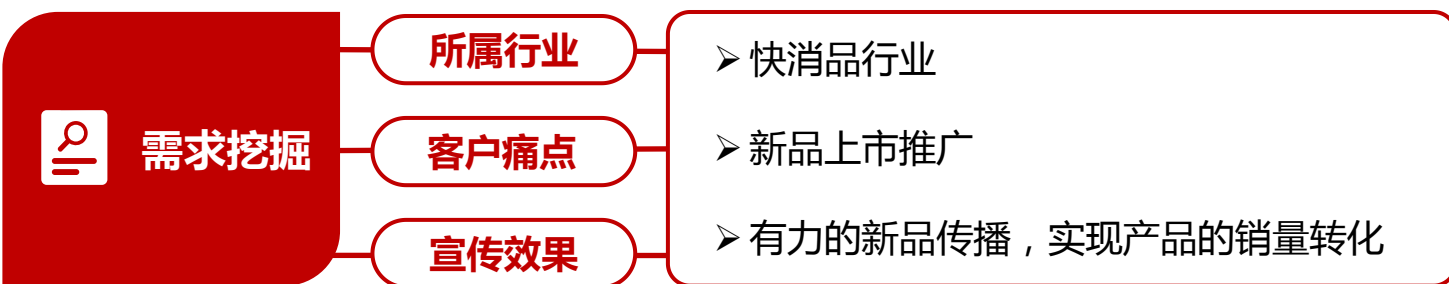 需求挖掘
所属行业
➢ 快消品行业
客户痛点
➢ 新品上市推广
宣传效果
➢ 有力的新品传播，实现产品的销量转化